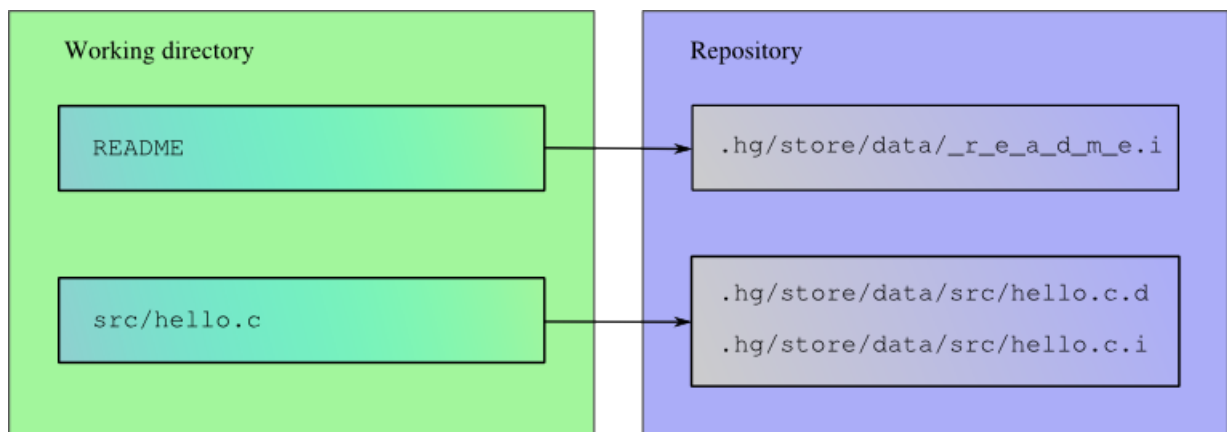 Working directory
README
src/hello.c
Repository
.hg/store/data/_r_e_a_d_m_e.i
.hg/store/data/src/hello.c.d
.hg/store/data/src/hello.c.i